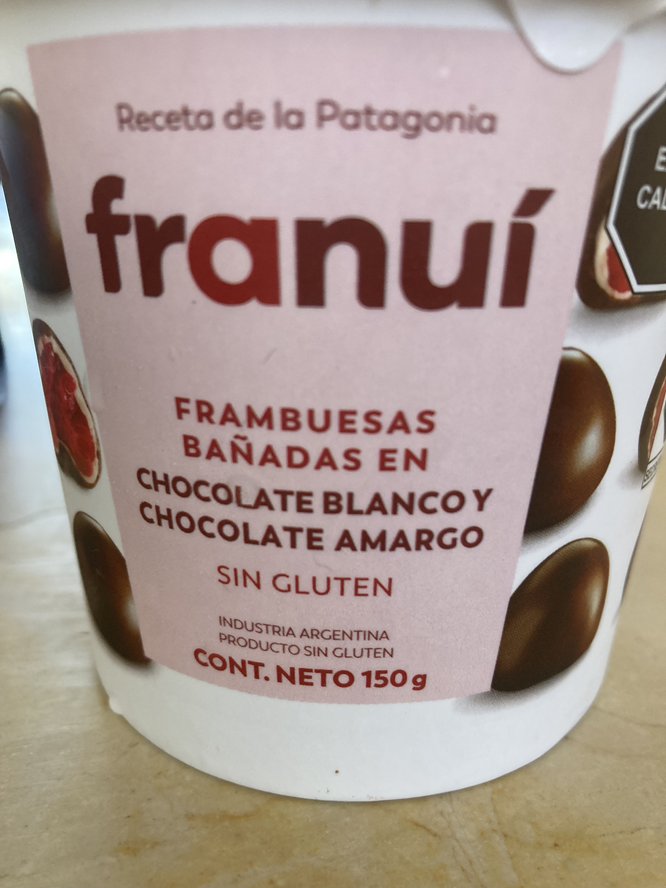 Receta de la Patagonia
franuí
FRAMBUESAS
BAÑADAS EN
CHOCOLATE BLANCO Y
CHOCOLATE AMARGO
SIN GLUTEN
INDUSTRIA ARGENTINA
PRODUCTO SIN GLUTEN
CONT. NETO 150 g